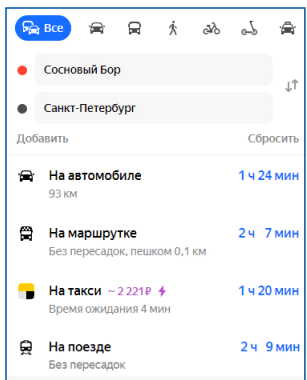 Все
Сосновый Бор
Санкт-Петербург
Добавить Сбросить
На автомобиле 1 ч 24 мин
93 км
На маршрутке 2 ч 7 мин
Без пересадок, пешком 0,1 км
На такси ~ 2 221₽ 1 ч 20 мин
Время ожидания 4 мин
На поезде 2 ч 9 мин
Без пересадок